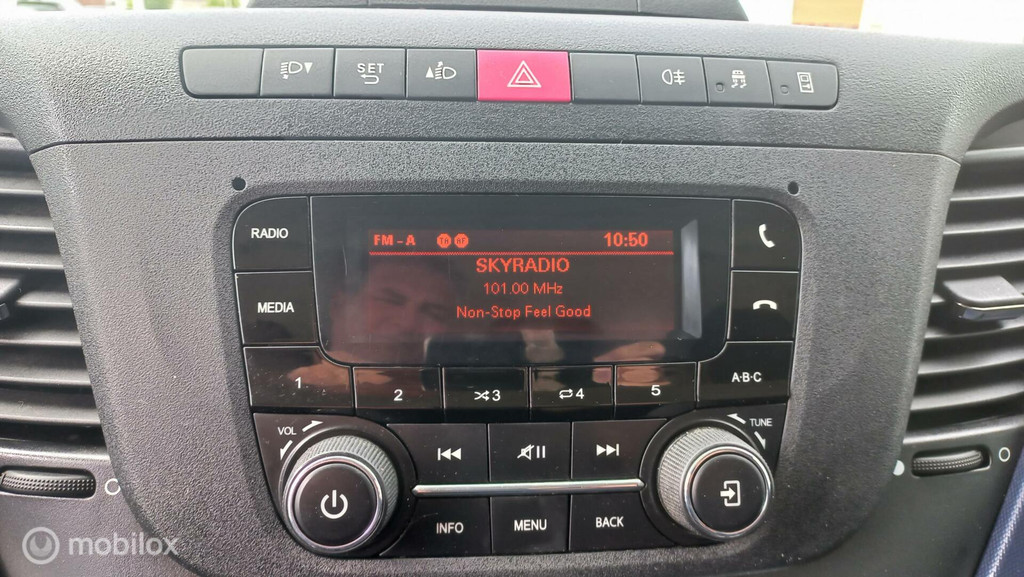 SET
RADIO
MEDIA
FM-A TA AF 10:50
SKYRADIO
101.00 MHz
Non-Stop Feel Good
1
2
3
4
5
A·B·C
VOL
TUNE
INFO
MENU
BACK
mobilox